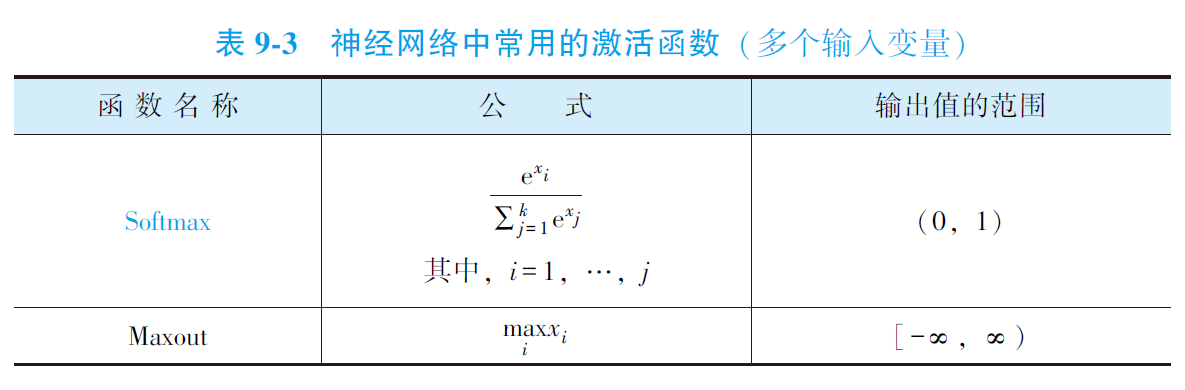 表 9-3 神经网络中常用的激活函数（多个输入变量）
函数名称 公式 输出值的范围
Softmax e^{x_i} / ∑_{j=1}^{k} e^{x_j} (0, 1)
其中, i=1, …, j
Maxout max_i x_i [-∞, ∞)